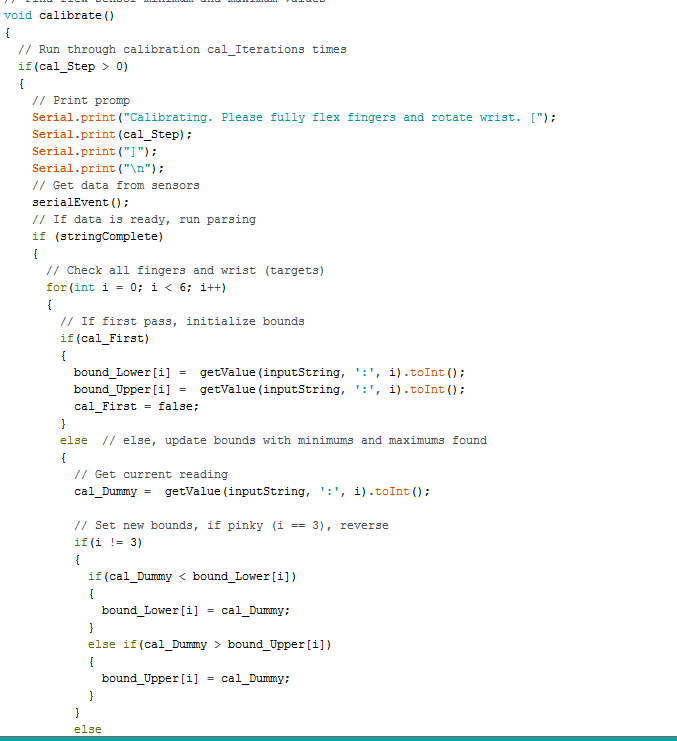 // Find flex sensor minimum and maximum values
void calibrate()
{
  // Run through calibration cal_Iterations times
  if(cal_Step > 0)
  {
    // Print promp
    Serial.print("Calibrating. Please fully flex fingers and rotate wrist. [");
    Serial.print(cal_Step);
    Serial.print("]");
    Serial.print("\n");
    // Get data from sensors
    serialEvent();
    // If data is ready, run parsing
    if (stringComplete)
    {
      // Check all fingers and wrist (targets)
      for(int i = 0; i < 6; i++)
      {
        // If first pass, initialize bounds
        if(cal_First)
        {
          bound_Lower[i] =  getValue(inputString, ':', i).toInt();
          bound_Upper[i] =  getValue(inputString, ':', i).toInt();
          cal_First = false;
        }
        else  // else, update bounds with minimums and maximums found
        {
          // Get current reading
          cal_Dummy =  getValue(inputString, ':', i).toInt();

          // Set new bounds, if pinky (i == 3), reverse
          if(i != 3)
          {
            if(cal_Dummy < bound_Lower[i])
            {
              bound_Lower[i] = cal_Dummy;
            }
            else if(cal_Dummy > bound_Upper[i])
            {
              bound_Upper[i] = cal_Dummy;
            }
          }
          else